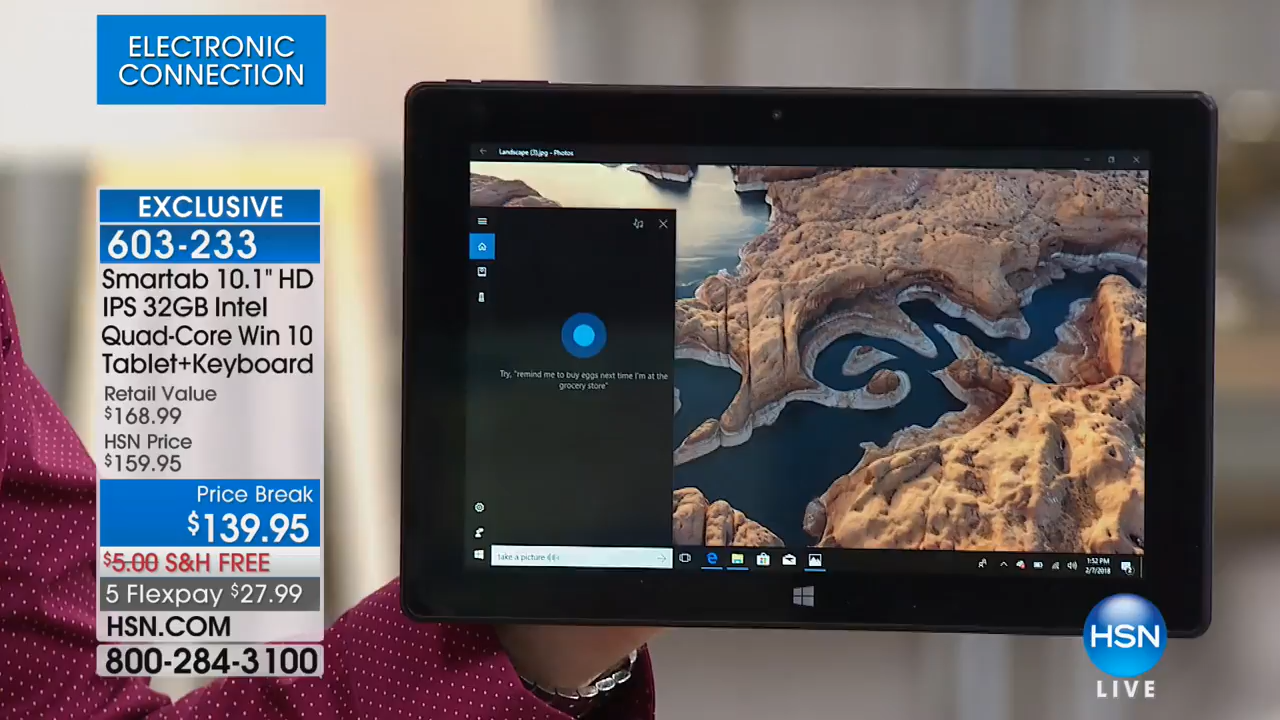 ELECTRONIC
CONNECTION
EXCLUSIVE
603-233
Smartab 10.1" HD
IPS 32GB Intel
Quad-Core Win 10
Tablet+Keyboard
Retail Value
$168.99
HSN Price
$159.95
Price Break
$139.95
$5.00 S&H FREE
5 Flexpay $27.99
HSN.COM
800-284-3100
Landscape (3).jpg - Photos
Try, "remind me to buy eggs next time I'm at the
grocery store"
take a picture
1:52 PM
2/7/2018
HSN
LIVE